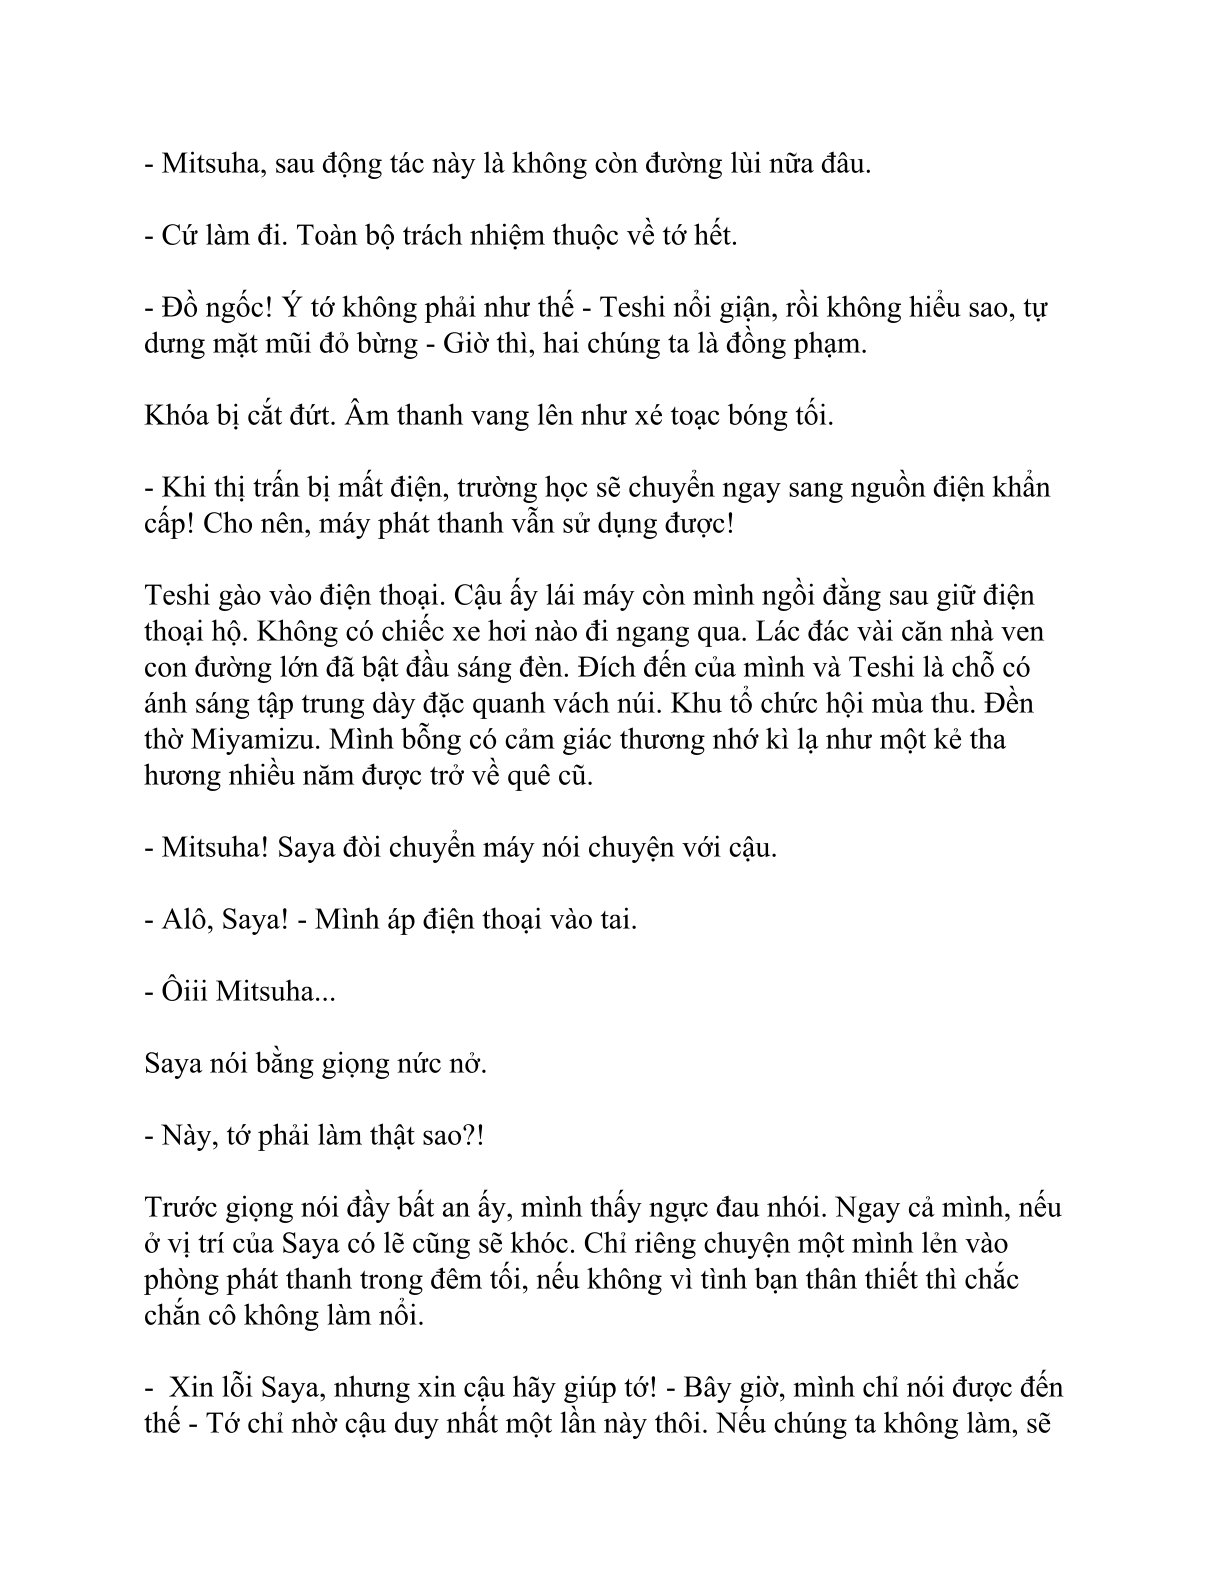 - Mitsuha, sau động tác này là không còn đường lùi nữa đâu.
- Cứ làm đi. Toàn bộ trách nhiệm thuộc về tớ hết.
- Đồ ngốc! Ý tớ không phải như thế - Teshi nổi giận, rồi không hiểu sao, tự
dưng mặt mũi đỏ bừng - Giờ thì, hai chúng ta là đồng phạm.
Khóa bị cắt đứt. Âm thanh vang lên như xé toạc bóng tối.
- Khi thị trấn bị mất điện, trường học sẽ chuyển ngay sang nguồn điện khẩn
cấp! Cho nên, máy phát thanh vẫn sử dụng được!
Teshi gào vào điện thoại. Cậu ấy lái máy còn mình ngồi đằng sau giữ điện
thoại hộ. Không có chiếc xe hơi nào đi ngang qua. Lác đác vài căn nhà ven
con đường lớn đã bật đầu sáng đèn. Đích đến của mình và Teshi là chỗ có
ánh sáng tập trung dày đặc quanh vách núi. Khu tổ chức hội mùa thu. Đền
thờ Miyamizu. Mình bỗng có cảm giác thương nhớ kì lạ như một kẻ tha
hương nhiều năm được trở về quê cũ.
- Mitsuha! Saya đòi chuyển máy nói chuyện với cậu.
- Alô, Saya! - Mình áp điện thoại vào tai.
- Ôiii Mitsuha...
Saya nói bằng giọng nức nở.
- Này, tớ phải làm thật sao?!
Trước giọng nói đầy bất an ấy, mình thấy ngực đau nhói. Ngay cả mình, nếu
ở vị trí của Saya có lẽ cũng sẽ khóc. Chỉ riêng chuyện một mình lẻn vào
phòng phát thanh trong đêm tối, nếu không vì tình bạn thân thiết thì chắc
chắn cô không làm nổi.
-  Xin lỗi Saya, nhưng xin cậu hãy giúp tớ! - Bây giờ, mình chỉ nói được đến
thế - Tớ chỉ nhờ cậu duy nhất một lần này thôi. Nếu chúng ta không làm, sẽ